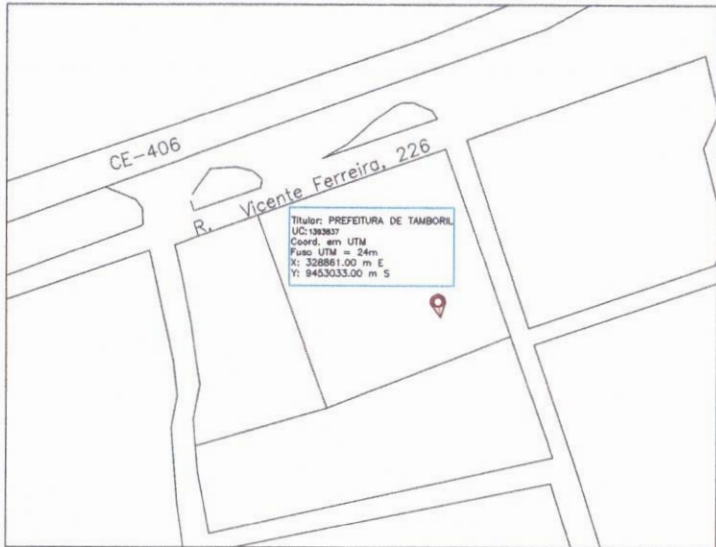 CE-406
R. Vicente Ferreira, 226
Titular: PREFEITURA DE TAMBORIL
UC: 1393637
Coord. em UTM
Fuso UTM = 24m
X: 328861.00 m E
Y: 9453033.00 m S